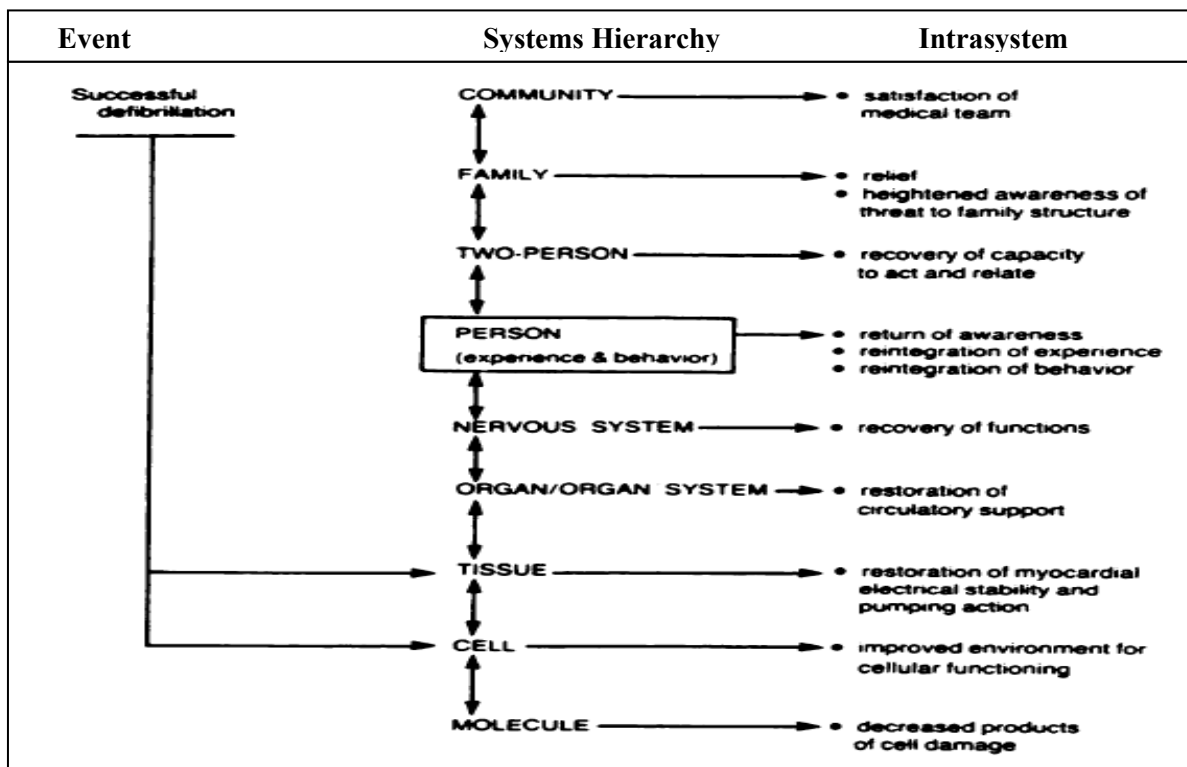 Event Systems Hierarchy Intrasystem
Successful
defibrillation
COMMUNITY
• satisfaction of
medical team
FAMILY
• relief
• heightened awareness of
threat to family structure
TWO-PERSON
• recovery of capacity
to act and relate
PERSON
(experience & behavior)
• return of awareness
• reintegration of experience
• reintegration of behavior
NERVOUS SYSTEM
• recovery of functions
ORGAN/ORGAN SYSTEM
• restoration of
circulatory support
TISSUE
• restoration of myocardial
electrical stability and
pumping action
CELL
• improved environment for
cellular functioning
MOLECULE
• decreased products
of cell damage